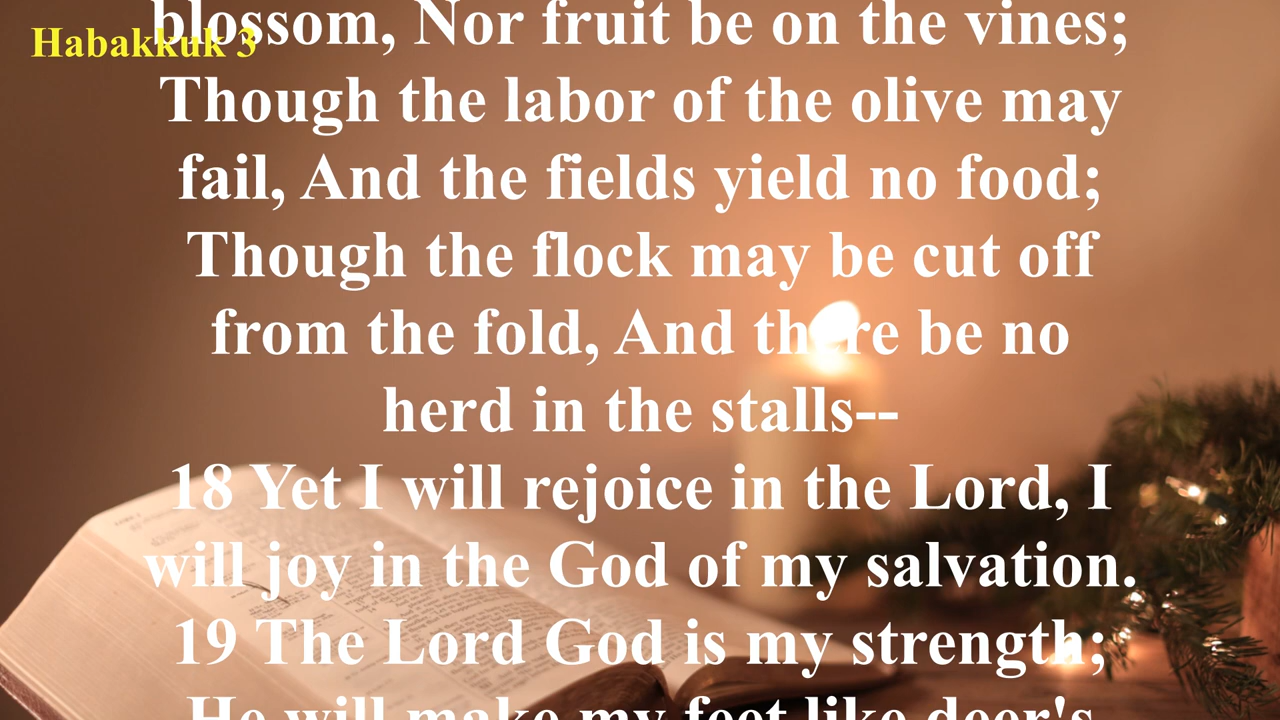 Habakkuk 3
blossom, Nor fruit be on the vines;
Though the labor of the olive may
fail, And the fields yield no food;
Though the flock may be cut off
from the fold, And there be no
herd in the stalls--
18 Yet I will rejoice in the Lord, I
will joy in the God of my salvation.
19 The Lord God is my strength;
He will make my feet like deer's